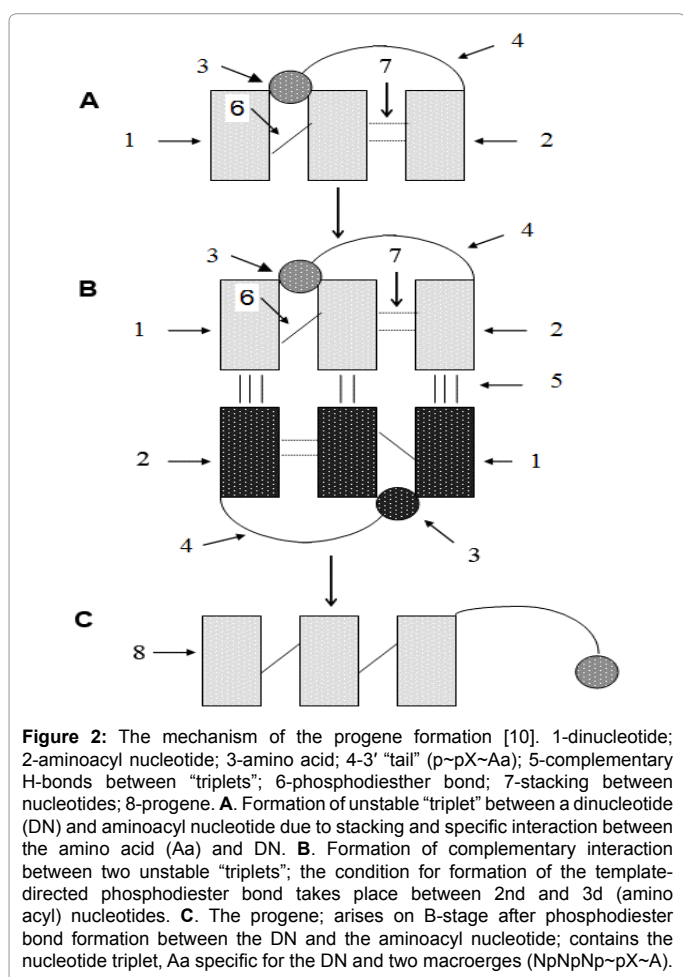 4
3
7
A
6
1
2
4
3
7
B
6
1
2
5
2
1
4
3
C
8
Figure 2: The mechanism of the progene formation [10]. 1-dinucleotide;
2-aminoacyl nucleotide; 3-amino acid; 4-3′ “tail” (p~pX~Aa); 5-complementary
H-bonds between “triplets”; 6-phosphodiesther bond; 7-stacking between
nucleotides; 8-progene. A. Formation of unstable “triplet” between a dinucleotide
(DN) and aminoacyl nucleotide due to stacking and specific interaction between
the amino acid (Aa) and DN. B. Formation of complementary interaction
between two unstable “triplets”; the condition for formation of the template-
directed phosphodiester bond takes place between 2nd and 3d (amino
acyl) nucleotides. C. The progene; arises on B-stage after phosphodiester
bond formation between the DN and the aminoacyl nucleotide; contains the
nucleotide triplet, Aa specific for the DN and two macroerges (NpNpNp~pX~A).